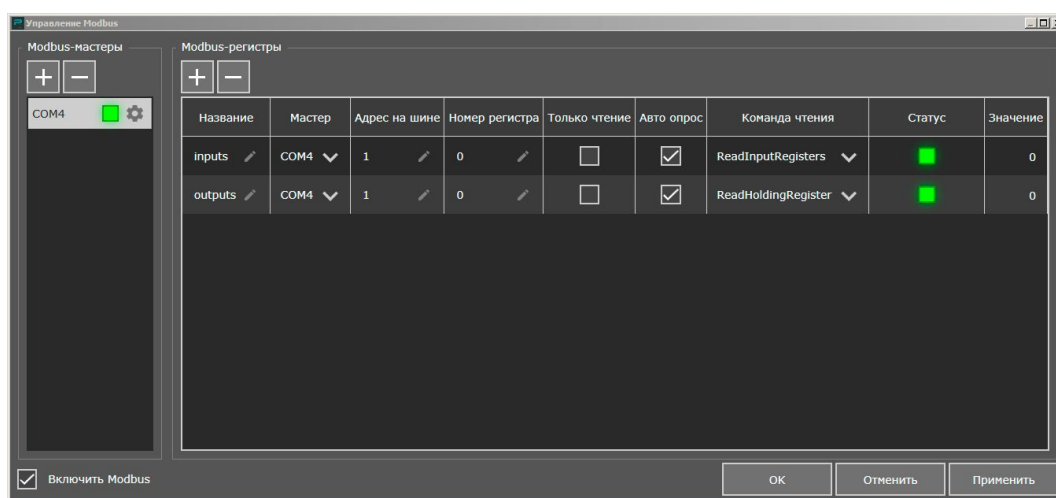 Управление Modbus
Modbus-мастеры
COM4
Modbus-регистры
Название Мастер Адрес на шине Номер регистра Только чтение Авто опрос Команда чтения Статус Значение
inputs COM4 1 0 ReadInputRegisters 0
outputs COM4 1 0 ReadHoldingRegister 0
Включить Modbus
OK Отменить Применить